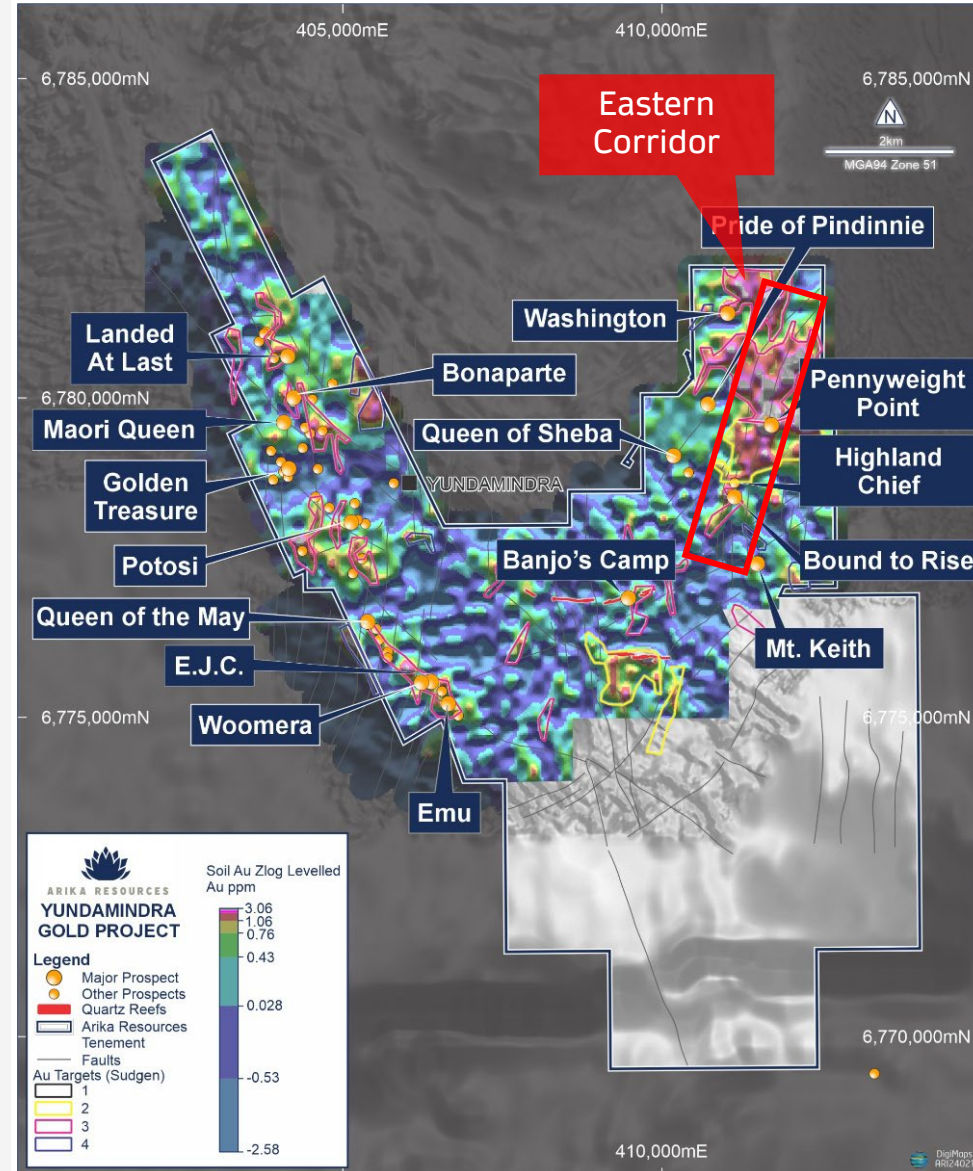 405,000mE
410,000mE
6,785,000mN
6,785,000mN
Eastern
Corridor
N
2km
MGA94 Zone 51
Pride of Pindinnie
Washington
Landed
At Last
Bonaparte
6,780,000mN
Pennyweight
Point
Maori Queen
Queen of Sheba
Highland
Chief
Golden
Treasure
YUNDAMINDRA
Potosi
Banjo's Camp
Bound to Rise
Queen of the May
Mt. Keith
E.J.C.
Woomera
6,775,000mN
6,775,000mN
Emu
ARIKA RESOURCES
YUNDAMINDRA
GOLD PROJECT
Legend
Major Prospect
Other Prospects
Quartz Reefs
Arika Resources
Tenement
Faults
Au Targets (Sudgen)
1
2
3
4
Soil Au Zlog Levelled
Au ppm
3.06
1.06
0.76
0.43
0.028
-0.53
-2.58
6,770,000mN
410,000mE
DigiMaps